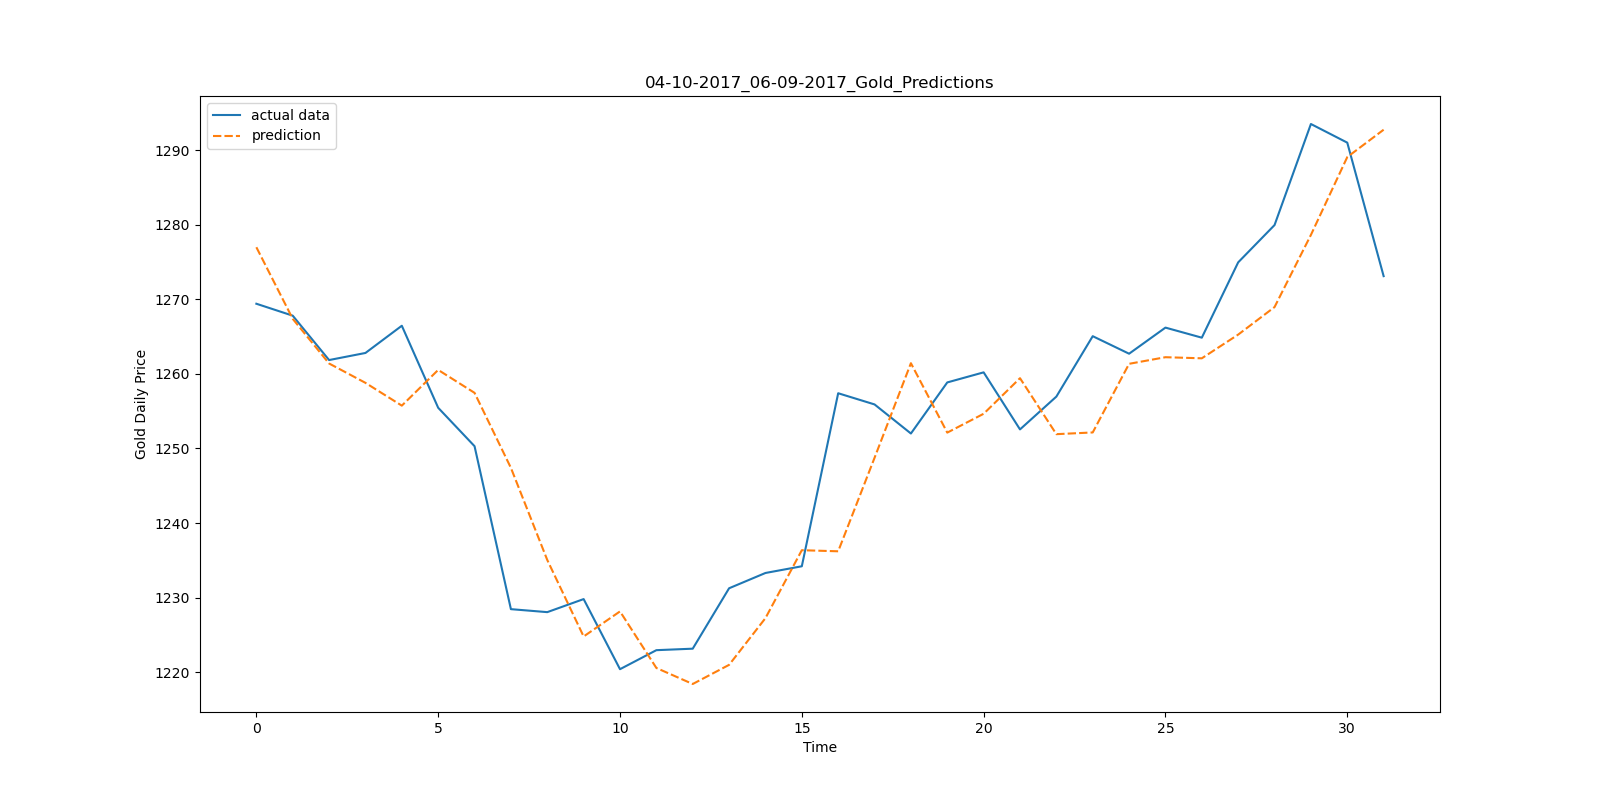 04-10-2017_06-09-2017_Gold_Predictions
actual data
prediction
1290
1280
1270
1260
1250
1240
1230
1220
Gold Daily Price
0 5 10 15 20 25 30
Time